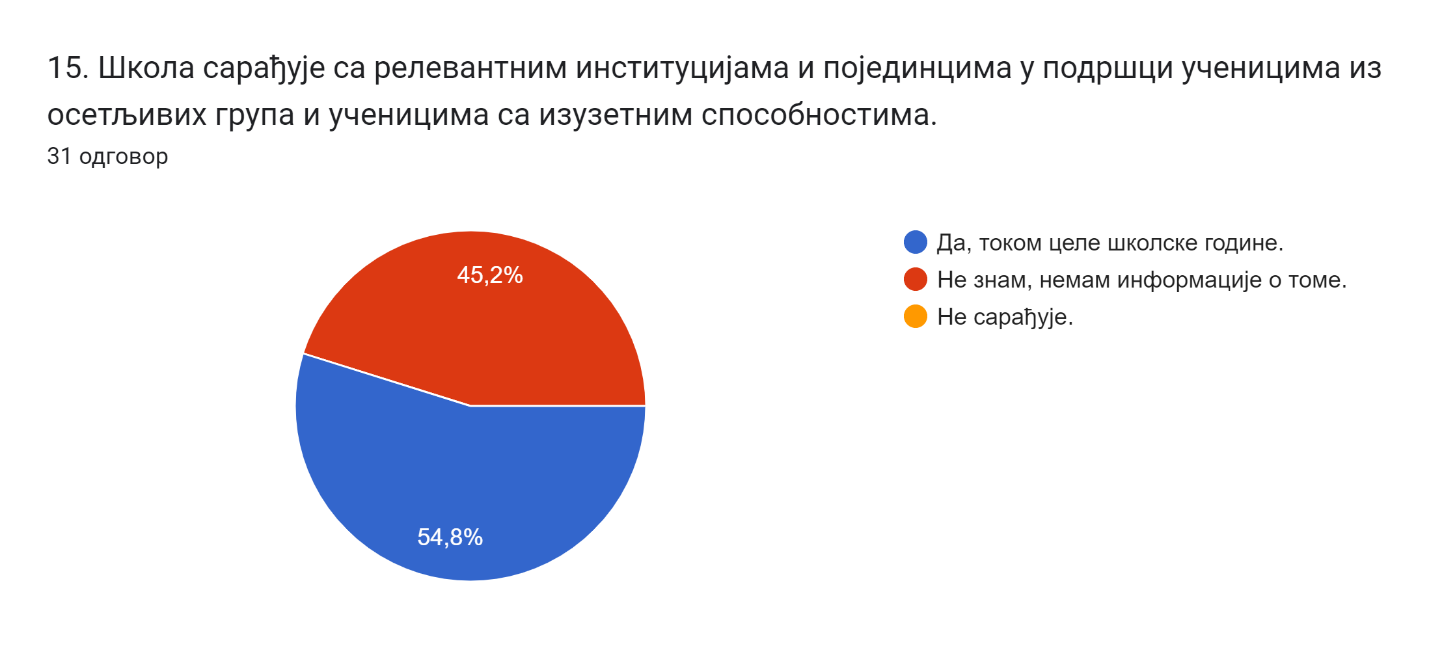 15. Школа сарађује са релевантним институцијама и појединцима у подршци ученицима из
осетљивих група и ученицима са изузетним способностима.
31 одговор
45,2%
54,8%
Да, током целе школске године.
Не знам, немам информације о томе.
Не сарађује.